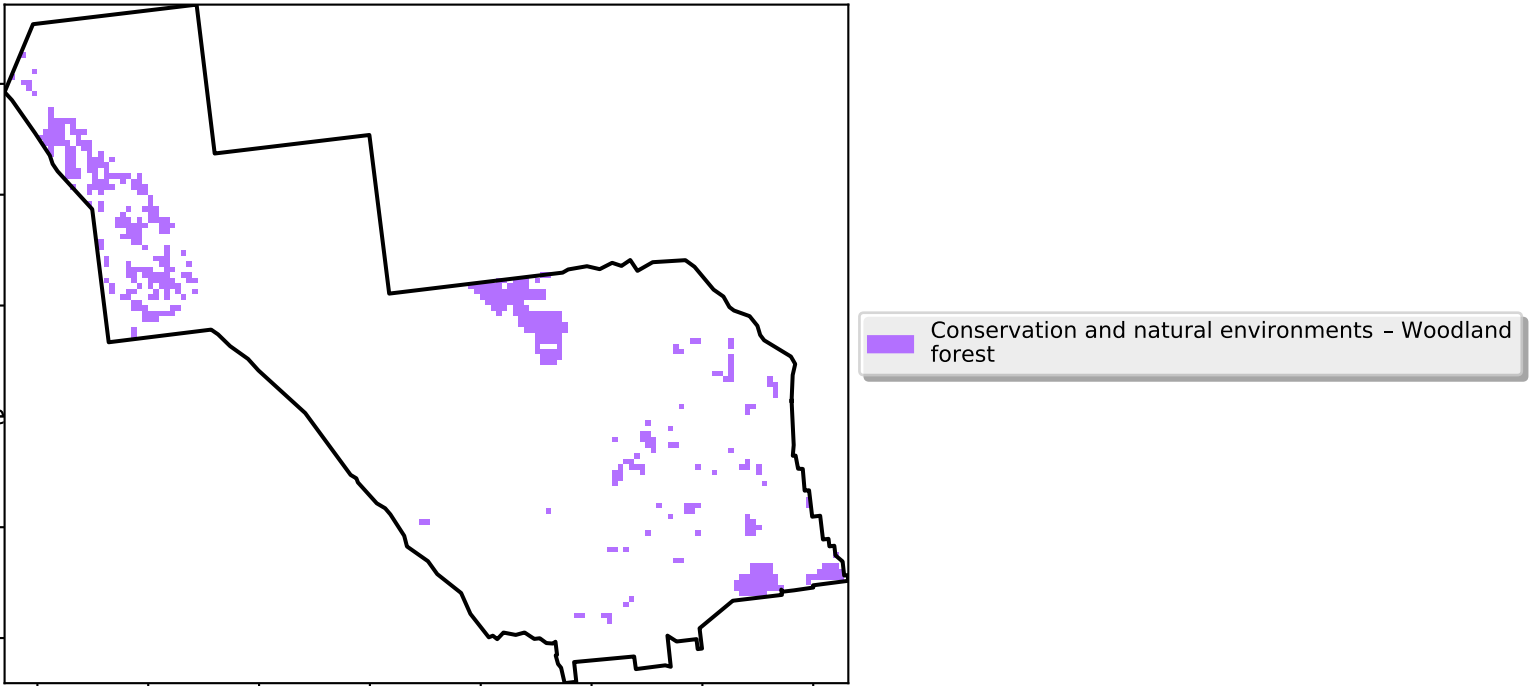 Conservation and natural environments – Woodland
forest